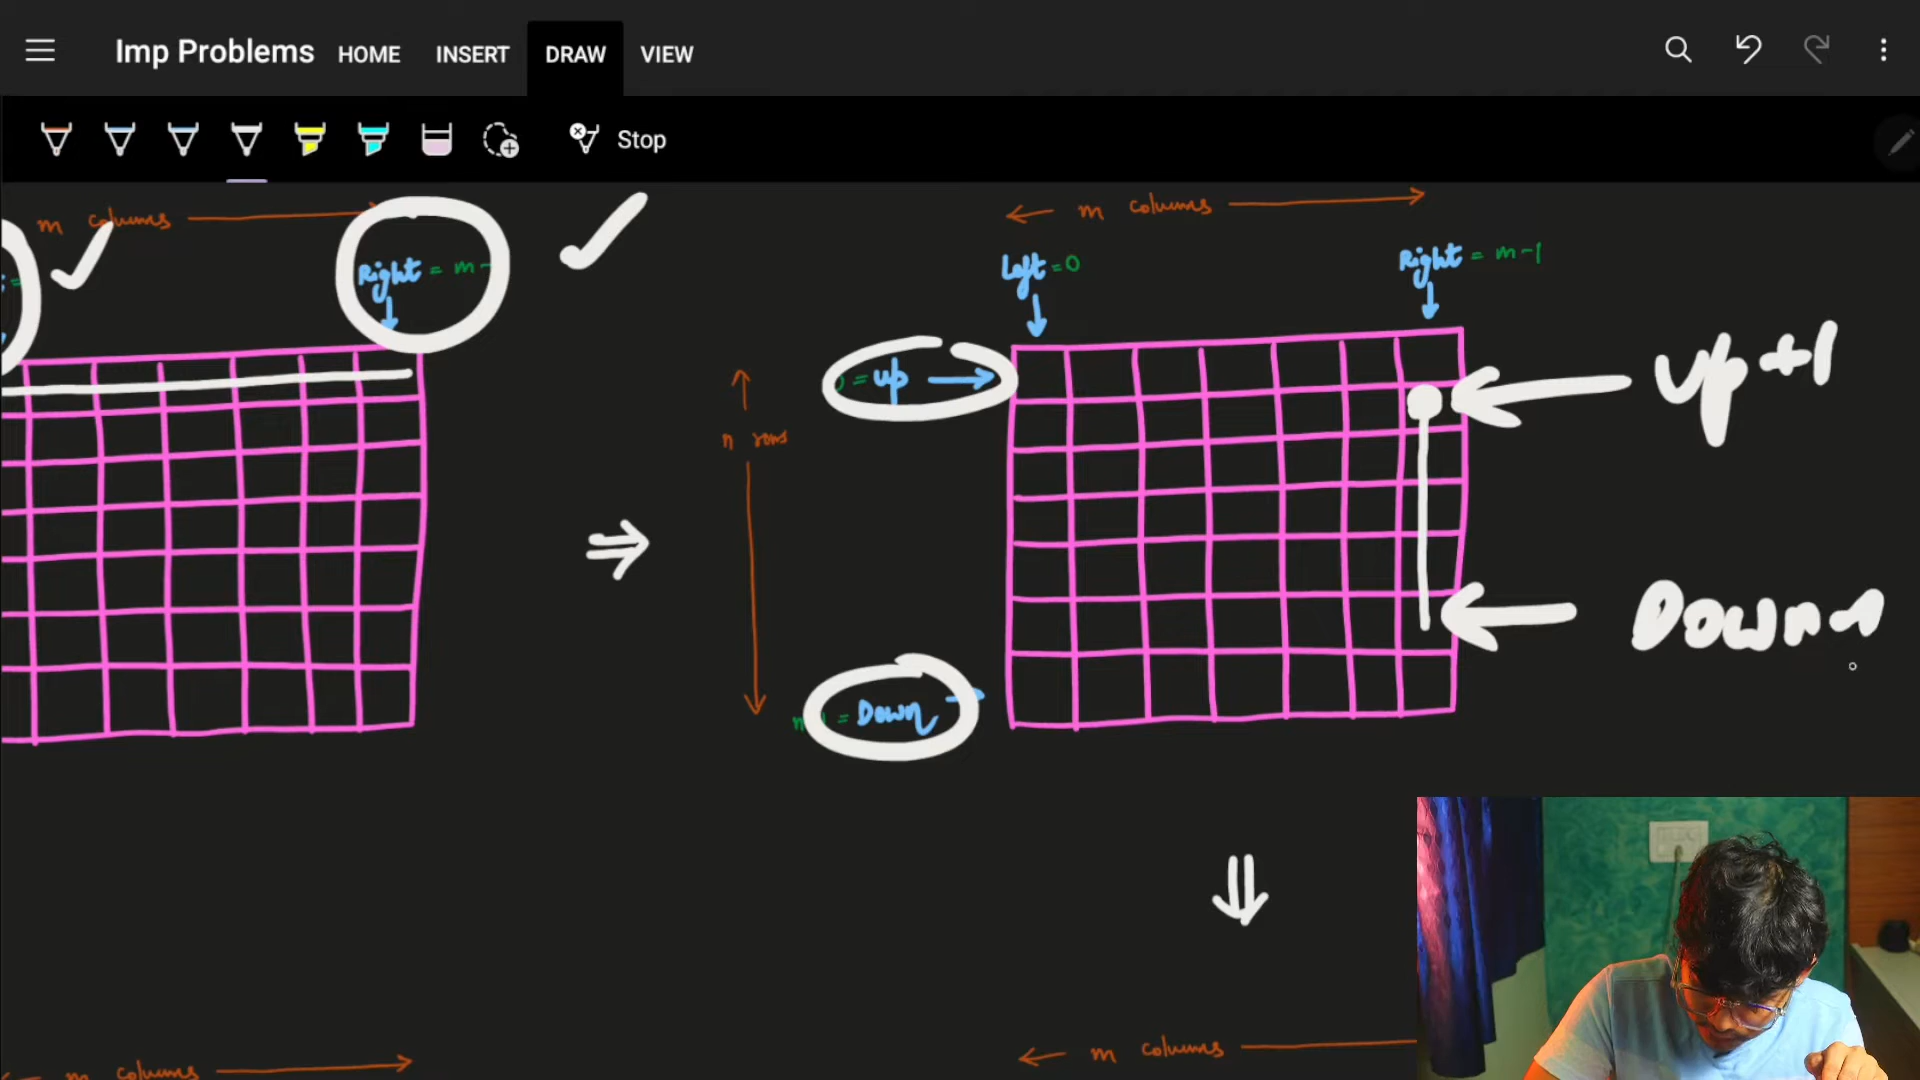 Imp Problems HOME INSERT DRAW VIEW
Stop
m columns
m columns
Right = m-
Left = 0
Right = m-1
= up
up+1
n rows
Down-1
= Down
m columns
m columns